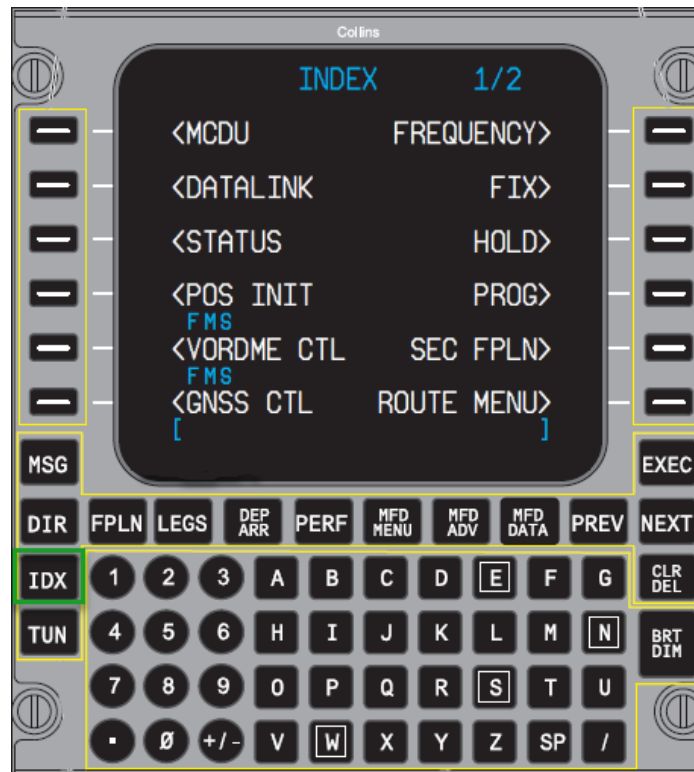 Collins
INDEX 1/2
<MCDU FREQUENCY>
<DATALINK FIX>
<STATUS HOLD>
<POS INIT PROG>
FMS
<VORDME CTL SEC FPLN>
FMS
<GNSS CTL ROUTE MENU>
[ ]
MSG EXEC
DIR FPLN LEGS DEP ARR PERF MFD MENU MFD ADV MFD DATA PREV NEXT
IDX 1 2 3 A B C D E F G CLR DEL
TUN 4 5 6 H I J K L M N BRT DIM
7 8 9 O P Q R S T U
. Ø +/- V W X Y Z SP /